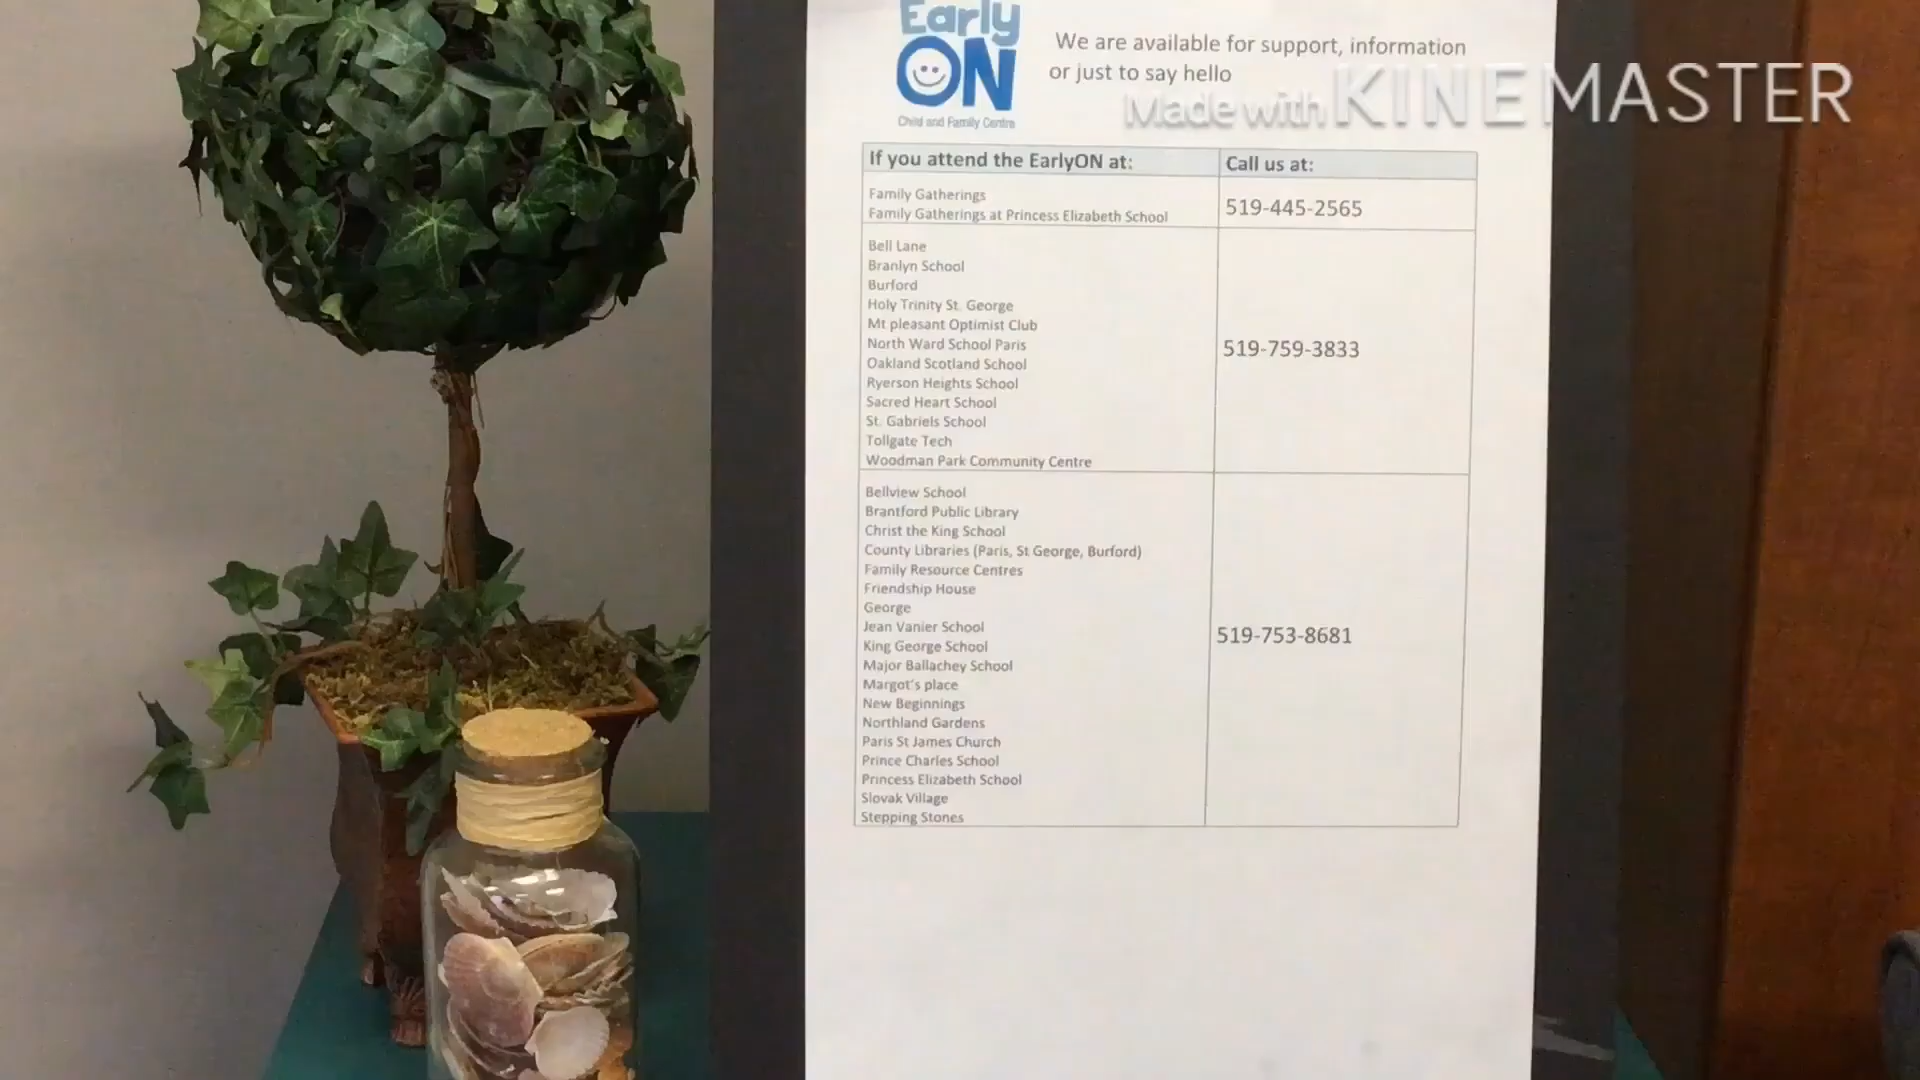 Early
ON
Child and Family Centre
We are available for support, information
or just to say hello
Made with KINEMASTER
If you attend the EarlyON at:
Call us at:
Family Gatherings
Family Gatherings at Princess Elizabeth School
519-445-2565
Bell Lane
Branlyn School
Burford
Holy Trinity St. George
Mt pleasant Optimist Club
North Ward School Paris
Oakland Scotland School
Ryerson Heights School
Sacred Heart School
St. Gabriels School
Tollgate Tech
Woodman Park Community Centre
519-759-3833
Bellview School
Brantford Public Library
Christ the King School
County Libraries (Paris, St George, Burford)
Family Resource Centres
Friendship House
George
Jean Vanier School
King George School
Major Ballachey School
Margot's place
New Beginnings
Northland Gardens
Paris St James Church
Prince Charles School
Princess Elizabeth School
Slovak Village
Stepping Stones
519-753-8681